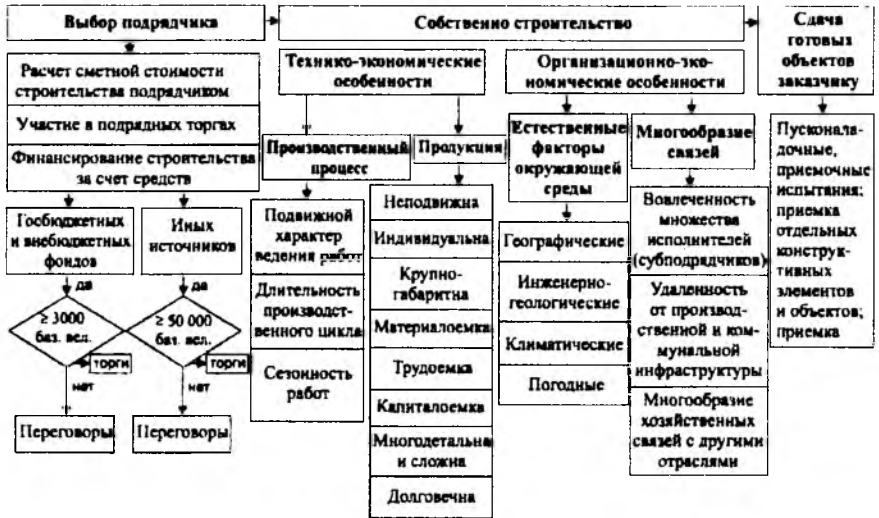 Выбор подрядчика
Собственно строительство
Сдача
готовых
объектов
заказчику
Расчет сметной стоимости
строительства подрядчиком
Участие в подрядных торгах
Финансирование строительства
за счет средств
Госбюджетных
и внебюджетных
фондов
Иных
источников
да
да
≥ 3000
баз. вел.
≥ 50 000
баз. вел.
торги
торги
нет
нет
Переговоры
Переговоры
Технико-экономические
особенности
Производственный
процесс
Подвижной
характер
ведения работ
Длительность
производст-
венного цикла
Сезонность
работ
Продукция
Неподвижна
Индивидуальна
Крупно-
габаритна
Материалоемка
Трудоемка
Капиталоемка
Многодетальна
и сложна
Долговечна
Организационно-эко-
номические особенности
Естественные
факторы
окружающей
среды
Географические
Инженерно-
геологические
Климатические
Погодные
Многообразие
связей
Вовлеченность
множества
исполнителей
(субподрядчиков)
Удаленность
от производ-
ственной и ком-
мунальной
инфраструктуры
Многообразие
хозяйственных
связей с другими
отраслями
Пусконала-
дочные,
приемочные
испытания;
приемка
отдельных
конструк-
тивных
элементов
и объектов;
приемка